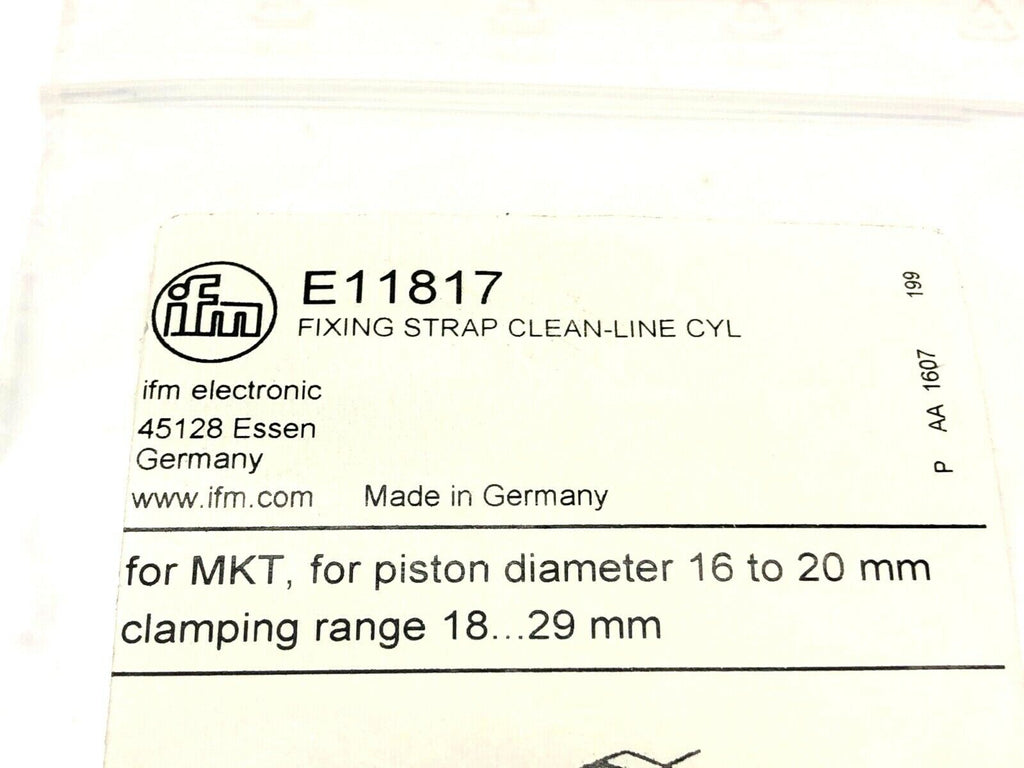 ifm
E11817
FIXING STRAP CLEAN-LINE CYL
ifm electronic
45128 Essen
Germany
www.ifm.com Made in Germany
P AA 1607 199
for MKT, for piston diameter 16 to 20 mm
clamping range 18...29 mm